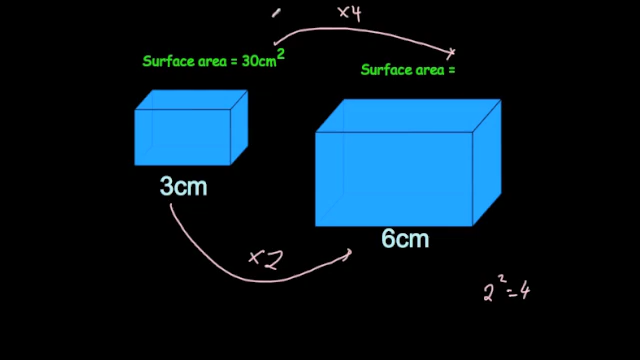 ×4
Surface area = 30cm²
Surface area =
3cm
6cm
×2
2² = 4